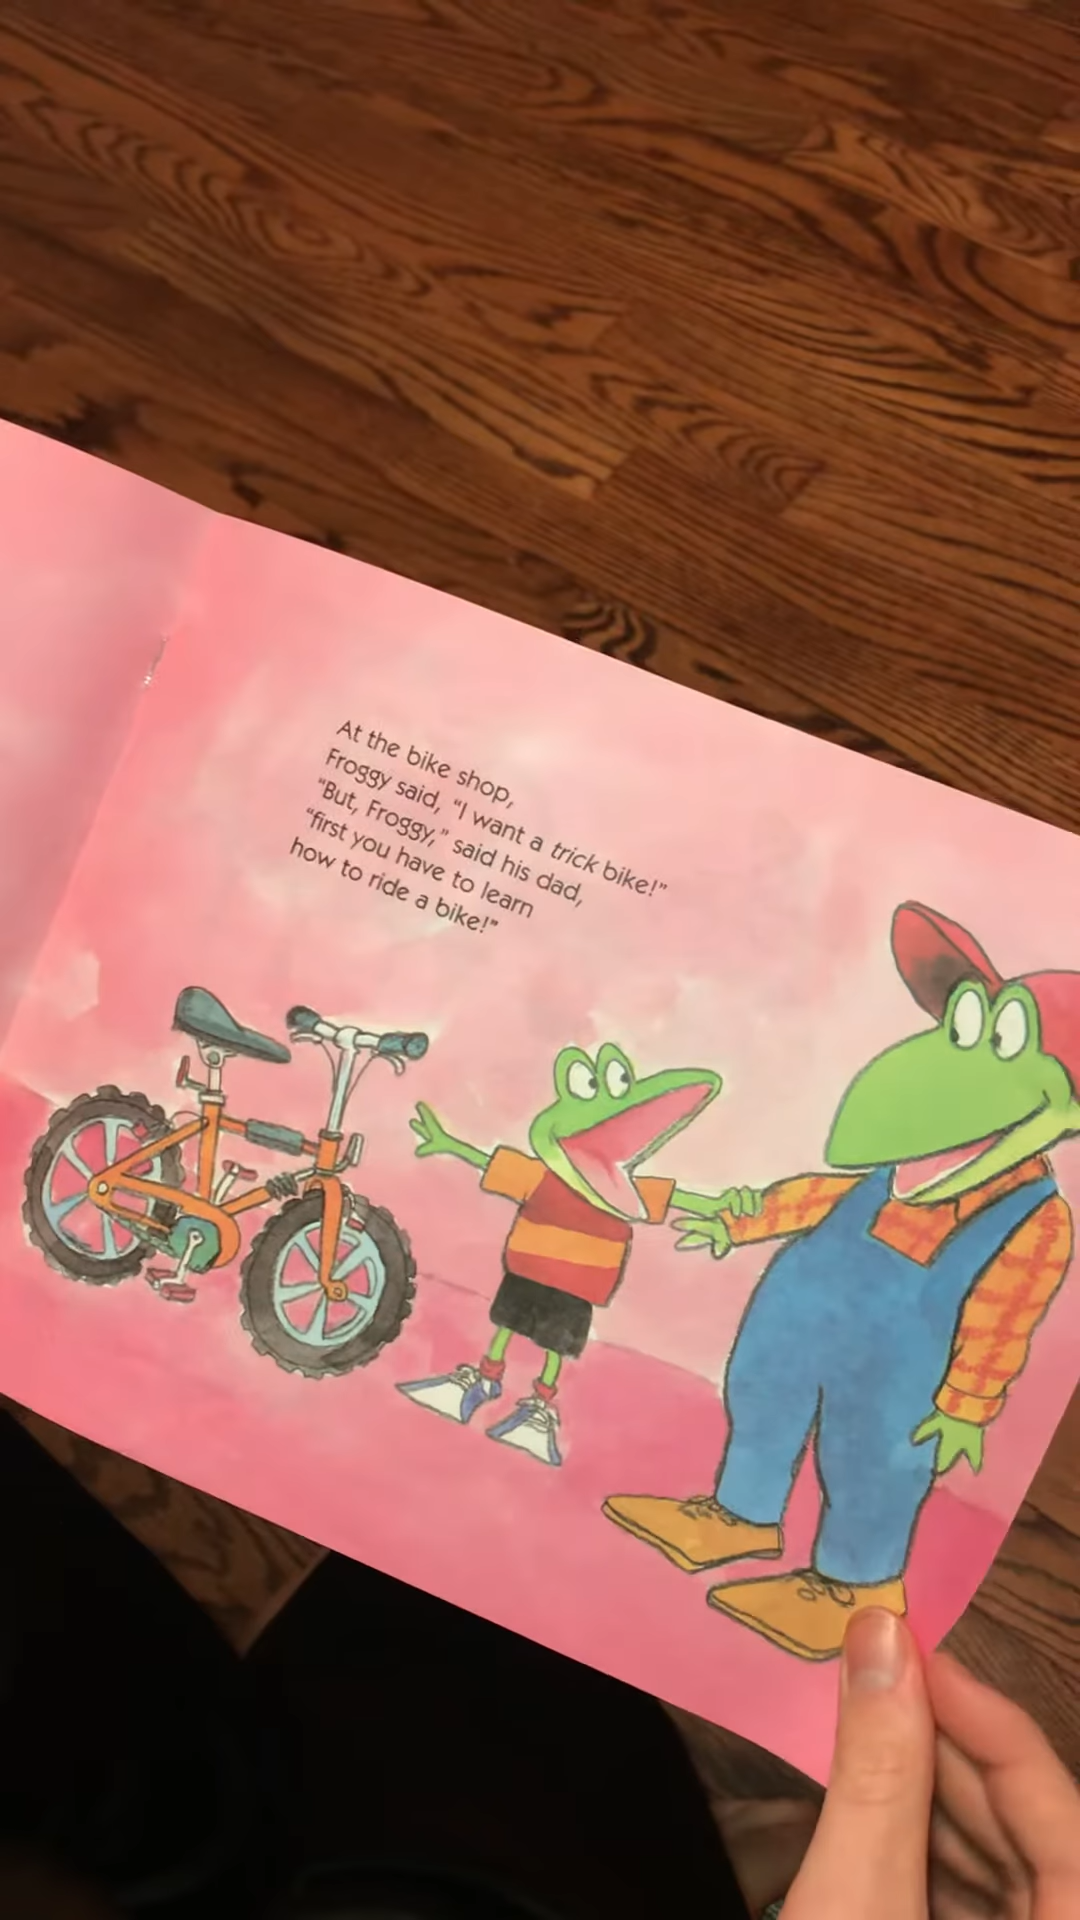 At the bike shop,
Froggy said, “I want a trick bike!”
“But, Froggy,” said his dad,
“first you have to learn
how to ride a bike!”